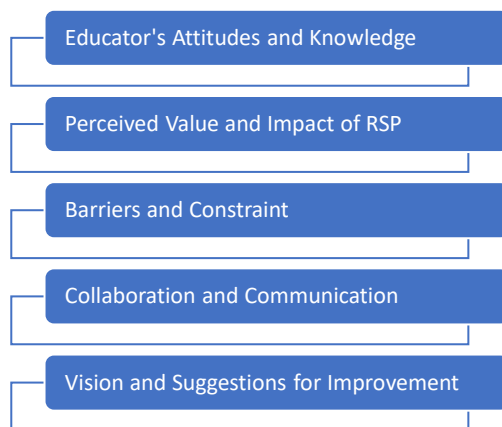 Educator's Attitudes and Knowledge
Perceived Value and Impact of RSP
Barriers and Constraint
Collaboration and Communication
Vision and Suggestions for Improvement